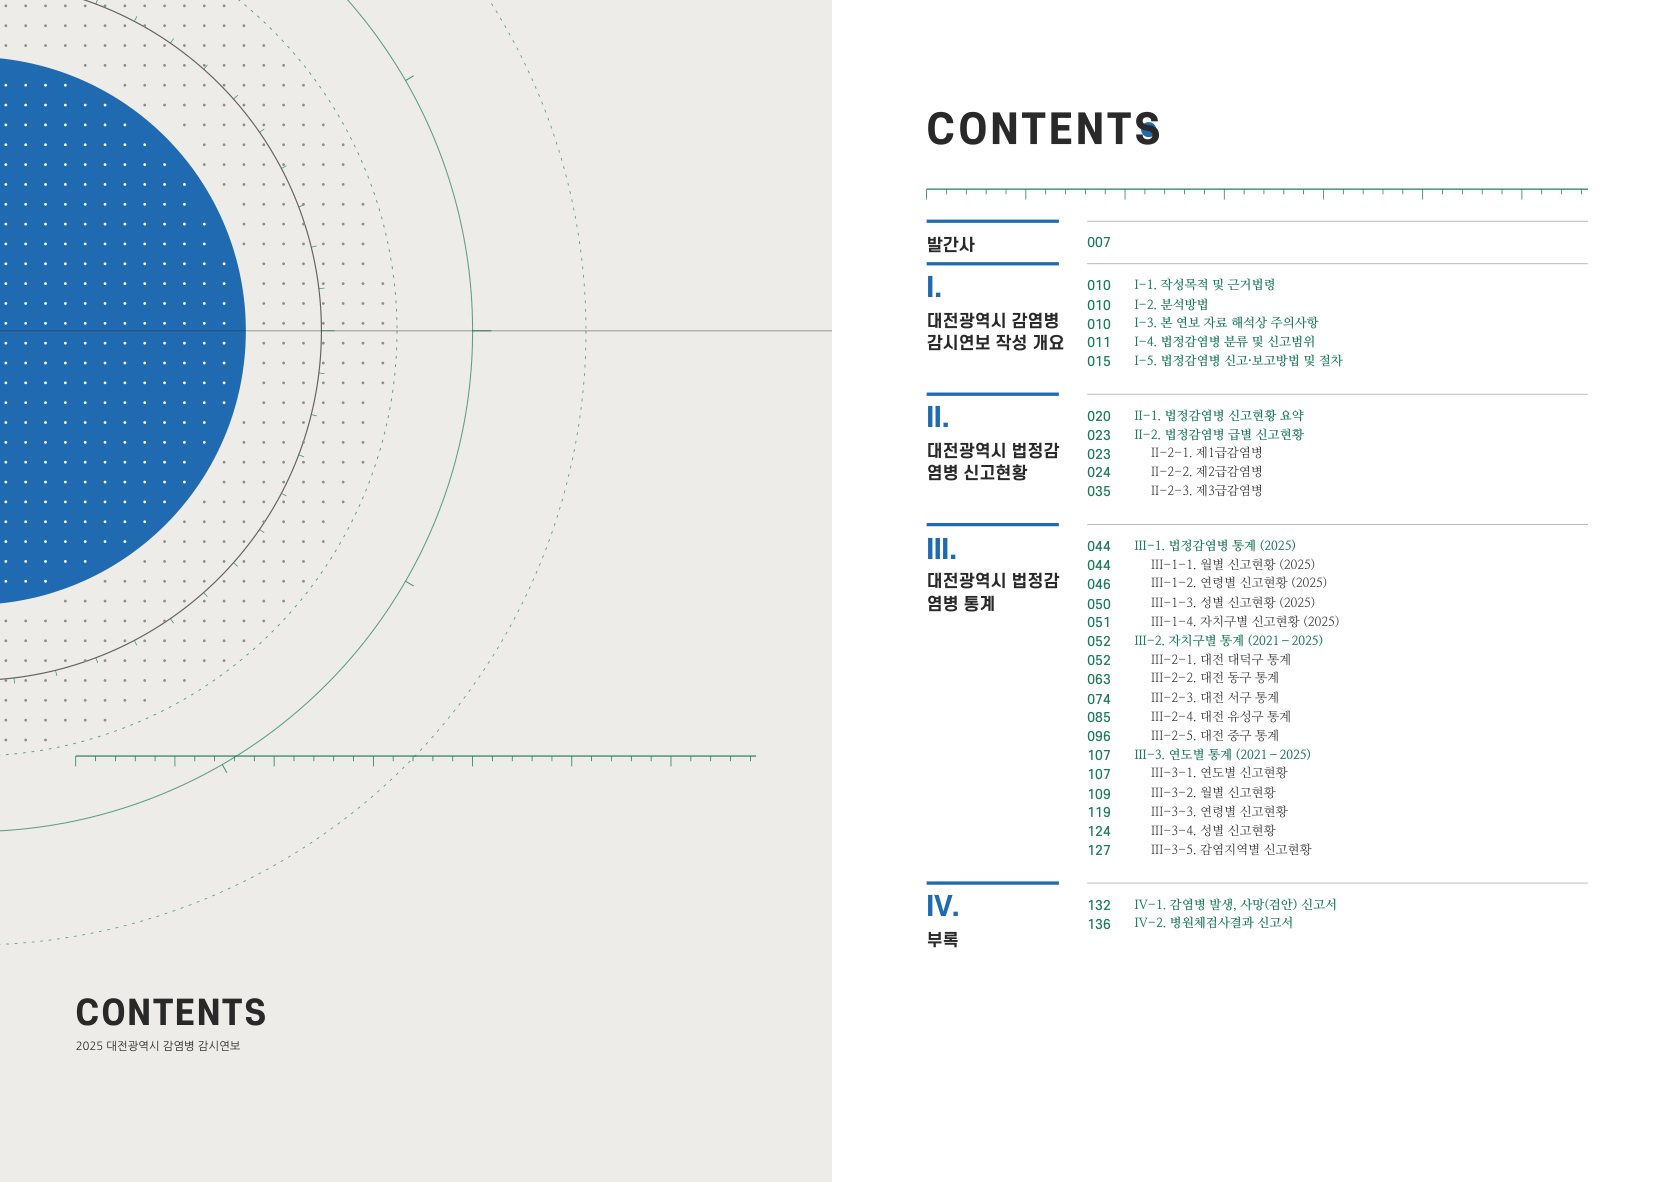 CONTENTS
2025 대전광역시 감염병 감시연보
CONTENTS
발간사
007
I.
대전광역시 감염병
감시연보 작성 개요
010 I-1. 작성목적 및 근거법령
010 I-2. 분석방법
010 I-3. 본 연보 자료 해석상 주의사항
011 I-4. 법정감염병 분류 및 신고범위
015 I-5. 법정감염병 신고·보고방법 및 절차
II.
대전광역시 법정감
염병 신고현황
020 II-1. 법정감염병 신고현황 요약
023 II-2. 법정감염병 급별 신고현황
023 II-2-1. 제1급감염병
024 II-2-2. 제2급감염병
035 II-2-3. 제3급감염병
III.
대전광역시 법정감
염병 통계
044 III-1. 법정감염병 통계 (2025)
044 III-1-1. 월별 신고현황 (2025)
046 III-1-2. 연령별 신고현황 (2025)
050 III-1-3. 성별 신고현황 (2025)
051 III-1-4. 자치구별 신고현황 (2025)
052 III-2. 자치구별 통계 (2021-2025)
052 III-2-1. 대전 대덕구 통계
063 III-2-2. 대전 동구 통계
074 III-2-3. 대전 서구 통계
085 III-2-4. 대전 유성구 통계
096 III-2-5. 대전 중구 통계
107 III-3. 연도별 통계 (2021-2025)
107 III-3-1. 연도별 신고현황
109 III-3-2. 월별 신고현황
119 III-3-3. 연령별 신고현황
124 III-3-4. 성별 신고현황
127 III-3-5. 감염지역별 신고현황
IV.
부록
132 IV-1. 감염병 발생, 사망(검안) 신고서
136 IV-2. 병원체검사결과 신고서